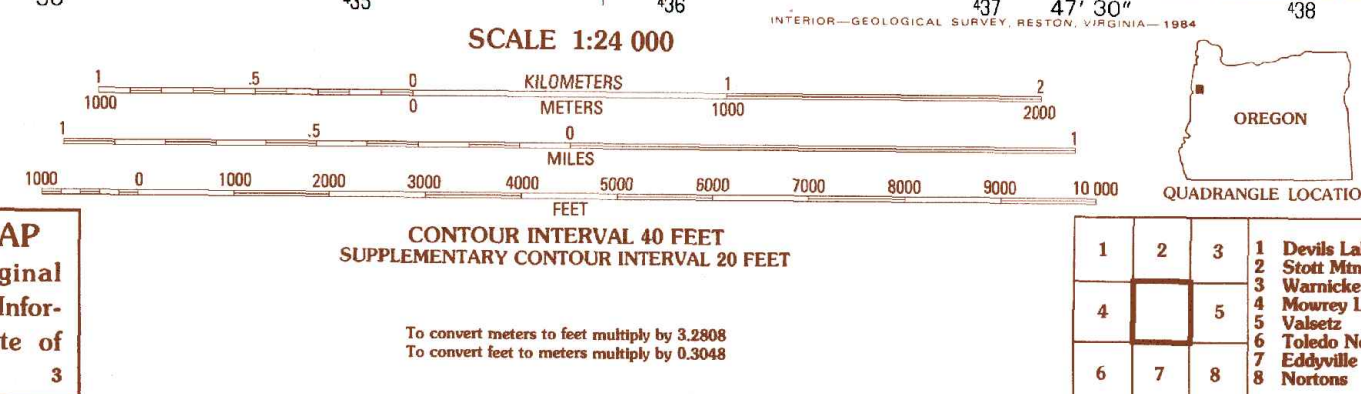 436
437
47' 30"
438
INTERIOR—GEOLOGICAL SURVEY, RESTON, VIRGINIA—1984
SCALE 1:24 000
1 .5 0 KILOMETERS 1 2
1000 0 METERS 1000 2000
1 .5 0 1
MILES
1000 0 1000 2000 3000 4000 5000 6000 7000 8000 9000 10 000
FEET
OREGON
QUADRANGLE LOCATIO
CONTOUR INTERVAL 40 FEET
SUPPLEMENTARY CONTOUR INTERVAL 20 FEET
To convert meters to feet multiply by 3.2808
To convert feet to meters multiply by 0.3048
AP
ginal
Infor-
te of
3
1 2 3
4 5
6 7 8
1 Devils La
2 Stott Mtn
3 Warnicke
4 Mowrey L
5 Valsetz
6 Toledo No
7 Eddyville
8 Nortons